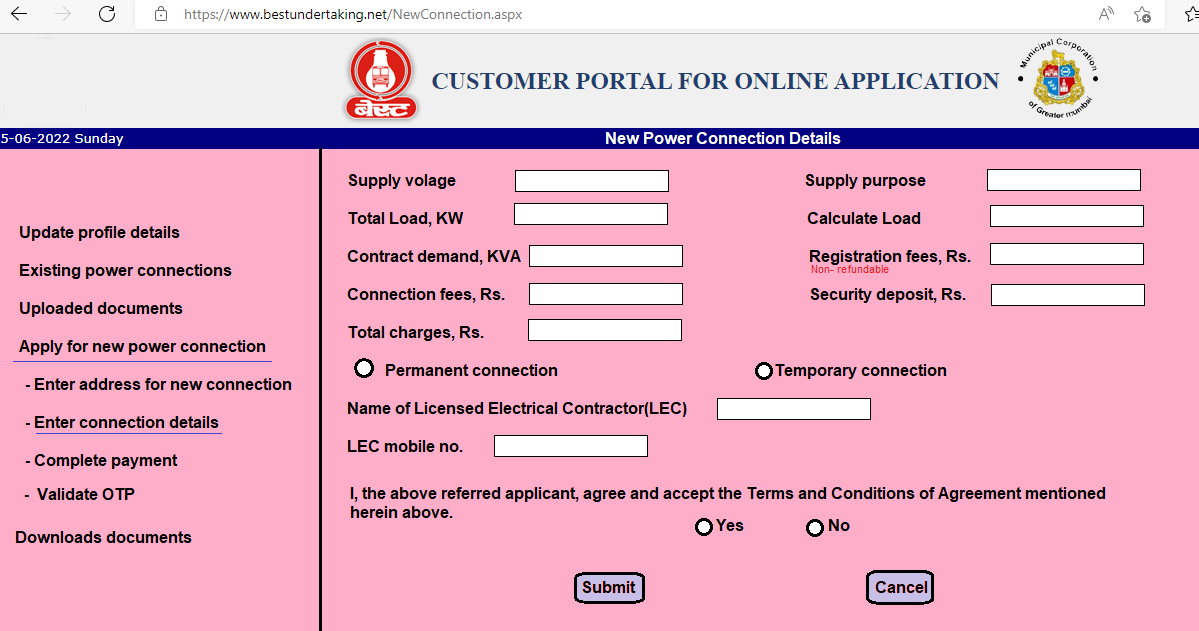 https://www.bestundertaking.net/NewConnection.aspx
बेस्ट
CUSTOMER PORTAL FOR ONLINE APPLICATION
Municipal Corporation
of Greater mumbai
5-06-2022 Sunday
New Power Connection Details
Update profile details
Existing power connections
Uploaded documents
Apply for new power connection
- Enter address for new connection
- Enter connection details
- Complete payment
- Validate OTP
Downloads documents
Supply volage
Supply purpose
Total Load, KW
Calculate Load
Contract demand, KVA
Registration fees, Rs.
Non- refundable
Connection fees, Rs.
Security deposit, Rs.
Total charges, Rs.
Permanent connection
Temporary connection
Name of Licensed Electrical Contractor(LEC)
LEC mobile no.
I, the above referred applicant, agree and accept the Terms and Conditions of Agreement mentioned
herein above.
Yes
No
Submit
Cancel